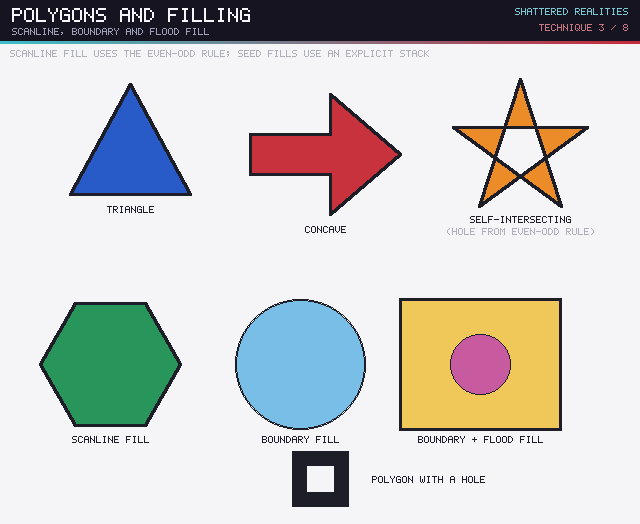 POLYGONS AND FILLING
SHATTERED REALITIES
SCANLINE, BOUNDARY AND FLOOD FILL
TECHNIQUE 3 / 8
SCANLINE FILL USES THE EVEN-ODD RULE; SEED FILLS USE AN EXPLICIT STACK
TRIANGLE
CONCAVE
SELF-INTERSECTING
(HOLE FROM EVEN-ODD RULE)
SCANLINE FILL
BOUNDARY FILL
BOUNDARY + FLOOD FILL
POLYGON WITH A HOLE